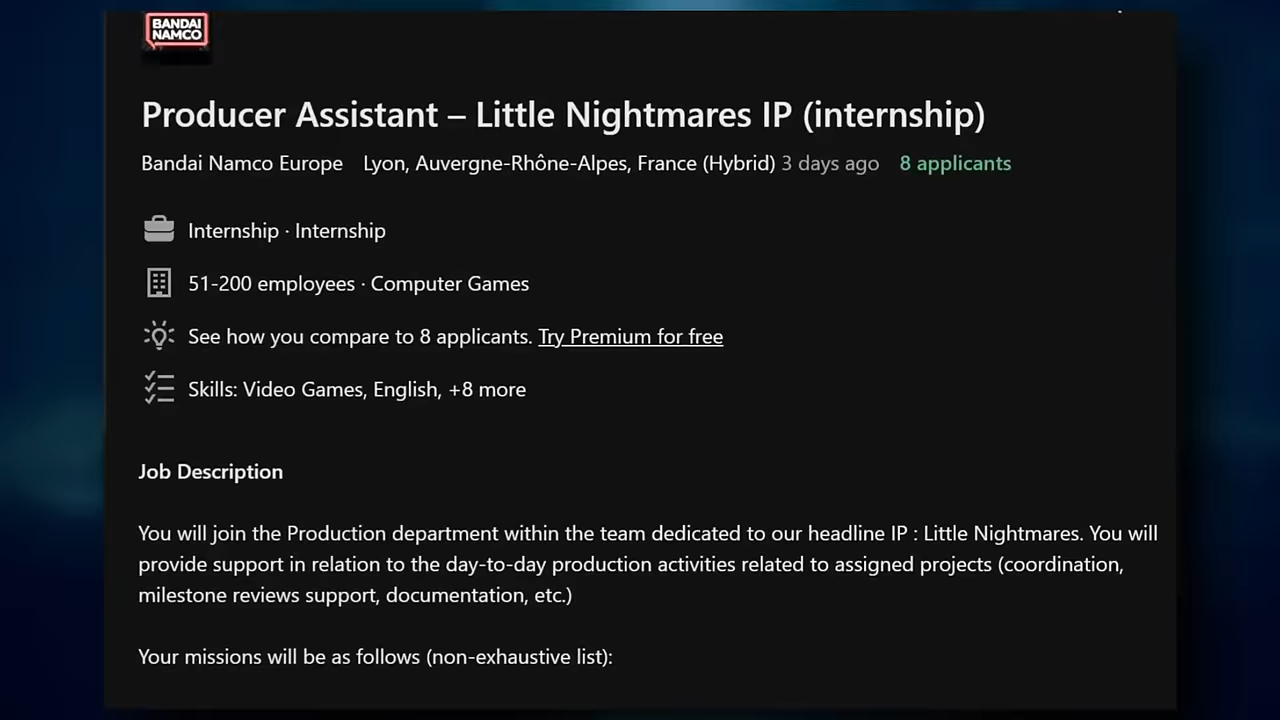 BANDAI
NAMCO
Producer Assistant – Little Nightmares IP (internship)
Bandai Namco Europe Lyon, Auvergne-Rhône-Alpes, France (Hybrid) 3 days ago 8 applicants
Internship · Internship
51-200 employees · Computer Games
See how you compare to 8 applicants. Try Premium for free
Skills: Video Games, English, +8 more
Job Description
You will join the Production department within the team dedicated to our headline IP : Little Nightmares. You will
provide support in relation to the day-to-day production activities related to assigned projects (coordination,
milestone reviews support, documentation, etc.)
Your missions will be as follows (non-exhaustive list):